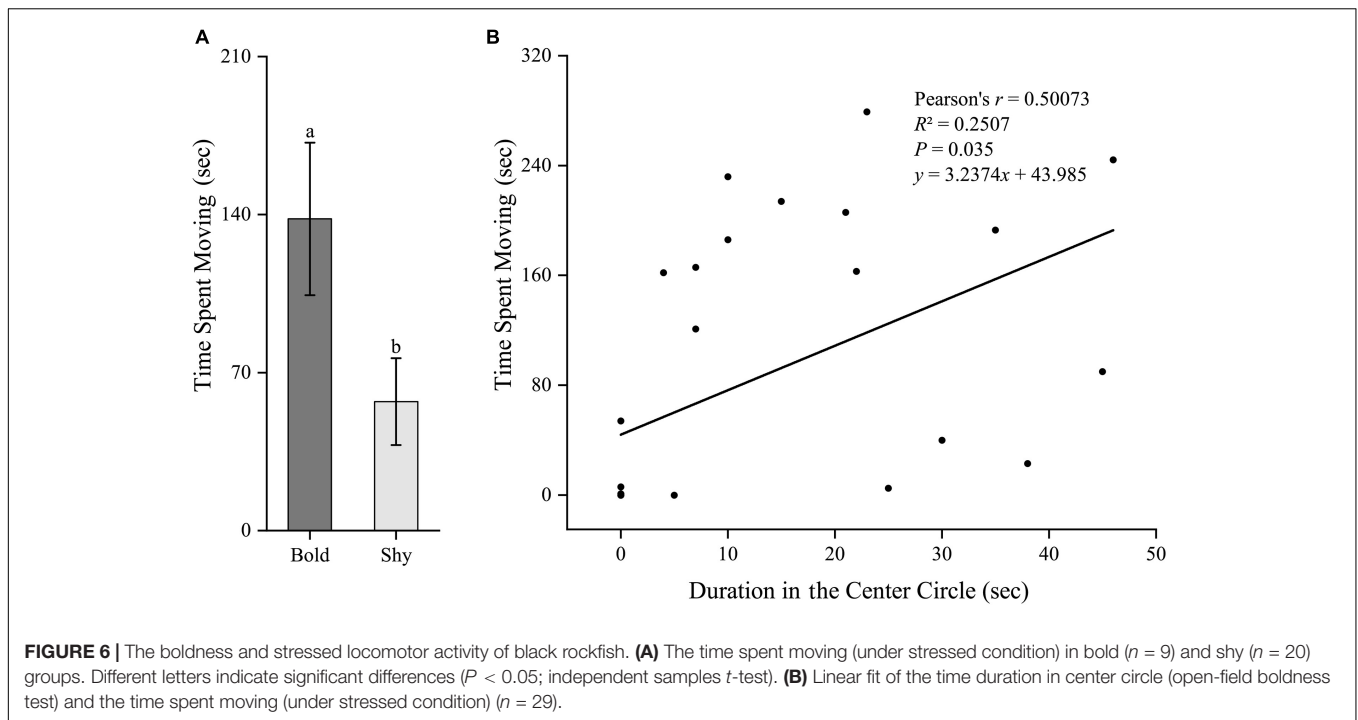 A
210
140
70
0
Time Spent Moving (sec)
a
b
Bold
Shy
B
320
240
160
80
0
Time Spent Moving (sec)
Pearson's r = 0.50073
R² = 0.2507
P = 0.035
y = 3.2374x + 43.985
0 10 20 30 40 50
Duration in the Center Circle (sec)
FIGURE 6 | The boldness and stressed locomotor activity of black rockfish. (A) The time spent moving (under stressed condition) in bold (n = 9) and shy (n = 20)
groups. Different letters indicate significant differences (P < 0.05; independent samples t-test). (B) Linear fit of the time duration in center circle (open-field boldness
test) and the time spent moving (under stressed condition) (n = 29).